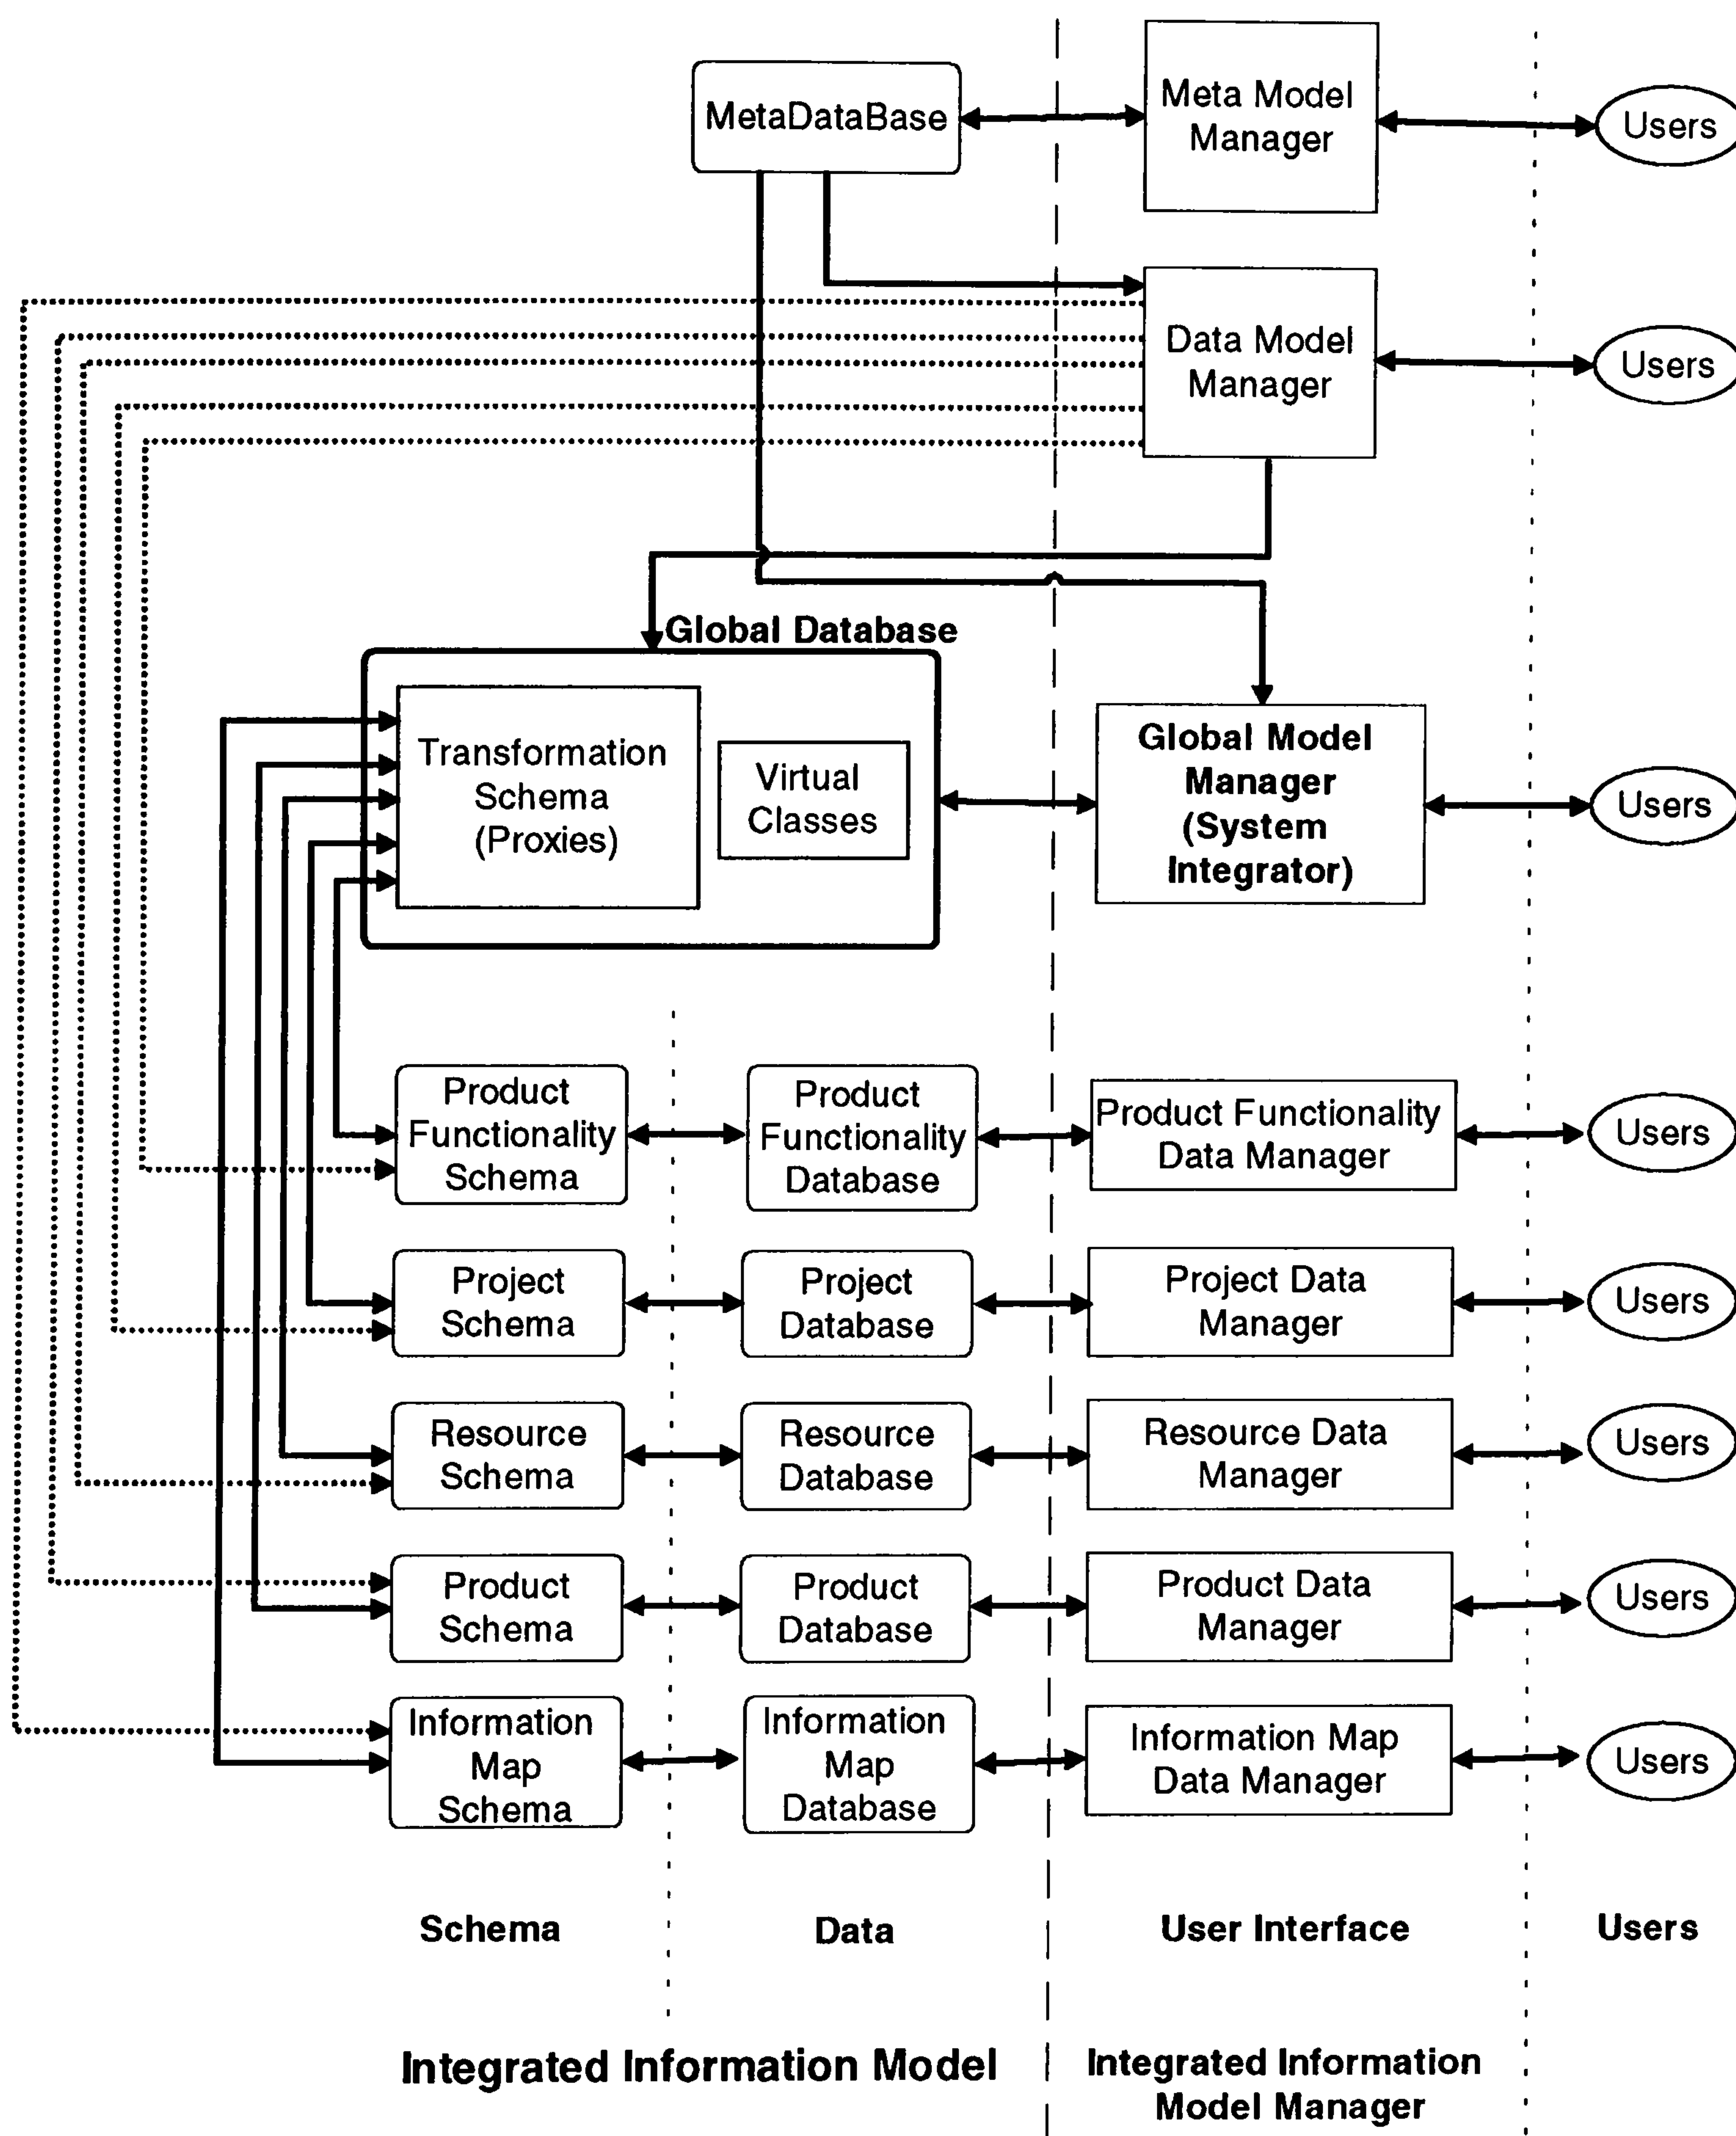 MetaDataBase
Meta Model
Manager
Users
Data Model
Manager
Users
Global Database
Transformation
Schema
(Proxies)
Virtual
Classes
Global Model
Manager
(System
Integrator)
Users
Product
Functionality
Schema
Product
Functionality
Database
Product Functionality
Data Manager
Users
Project
Schema
Project
Database
Project Data
Manager
Users
Resource
Schema
Resource
Database
Resource Data
Manager
Users
Product
Schema
Product
Database
Product Data
Manager
Users
Information
Map
Schema
Information
Map
Database
Information Map
Data Manager
Users
Schema
Data
User Interface
Users
Integrated Information Model
Integrated Information
Model Manager